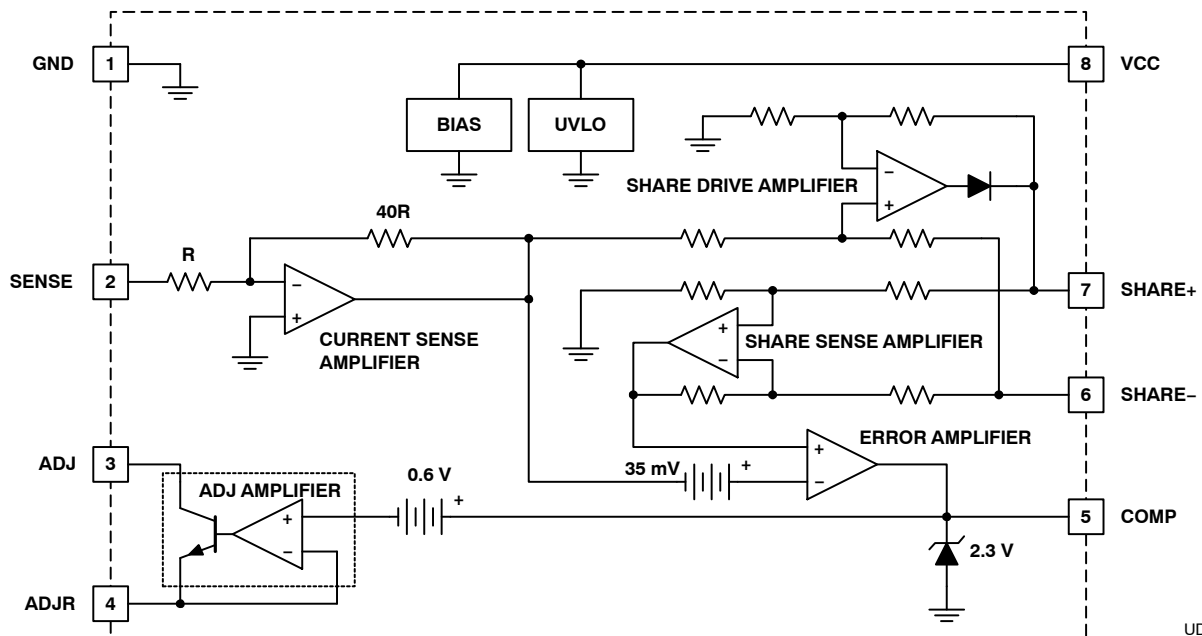 GND
1
8
VCC
BIAS
UVLO
SHARE DRIVE AMPLIFIER
−
+
40R
R
SENSE
2
−
+
CURRENT SENSE
AMPLIFIER
7
SHARE+
+
−
SHARE SENSE AMPLIFIER
6
SHARE−
ERROR AMPLIFIER
+
−
35 mV
+
ADJ
3
ADJ AMPLIFIER
+
−
0.6 V
+
5
COMP
2.3 V
ADJR
4
UD